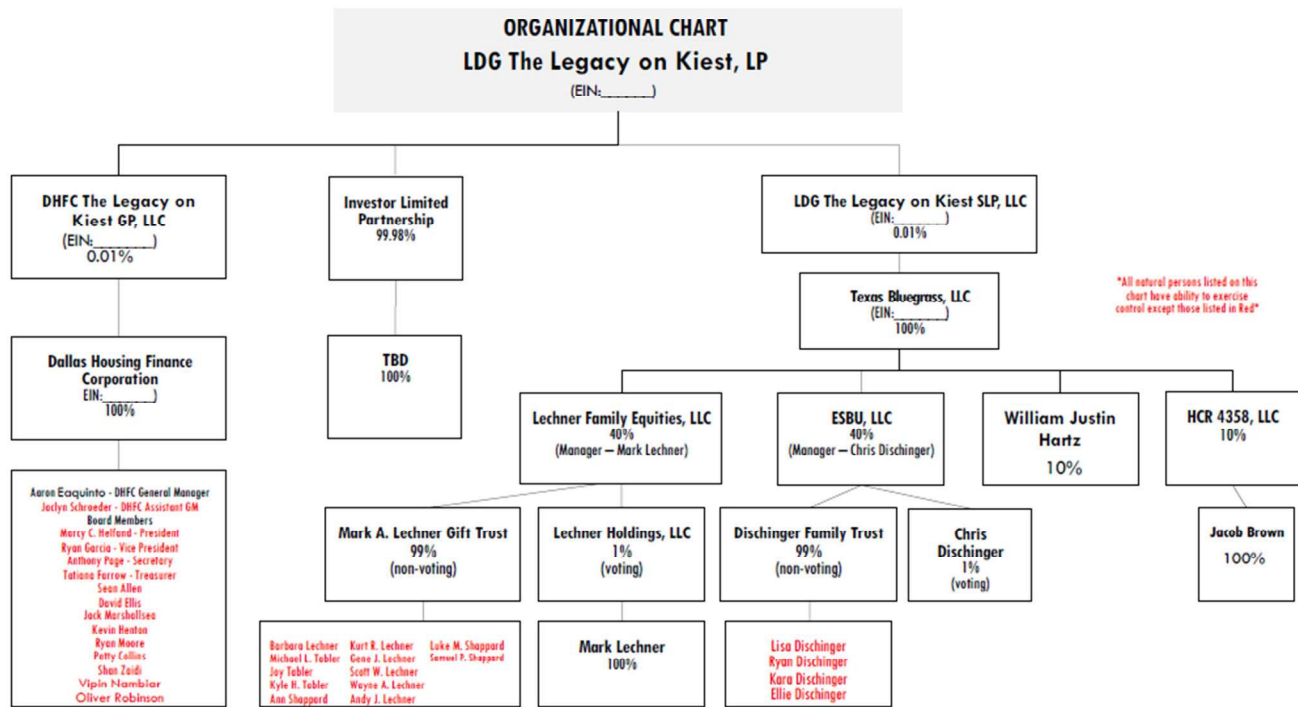 ORGANIZATIONAL CHART
LDG The Legacy on Kiest, LP
(EIN:______)
DHFC The Legacy on
Kiest GP, LLC
(EIN:_______)
0.01%
Investor Limited
Partnership
99.98%
LDG The Legacy on Kiest SLP, LLC
(EIN:_______)
0.01%
Texas Bluegrass, LLC
(EIN:_______)
100%
*All natural persons listed on this
chart have ability to exercise
control except those listed in Red*
Dallas Housing Finance
Corporation
EIN:_______)
100%
TBD
100%
Lechner Family Equities, LLC
40%
(Manager – Mark Lechner)
ESBU, LLC
40%
(Manager – Chris Dischinger)
William Justin
Hartz
10%
HCR 4358, LLC
10%
Aaron Eaquinto - DHFC General Manager
Jaclyn Schroeder - DHFC Assistant GM
Board Members
Marcy C. Helfand - President
Ryan Garcia - Vice President
Anthony Page - Secretary
Tatiana Farrow - Treasurer
Sean Allen
David Ellis
Jack Marshallsea
Kevin Henton
Ryan Moore
Patty Collins
Shan Zaidi
Vipin Nambiar
Oliver Robinson
Mark A. Lechner Gift Trust
99%
(non-voting)
Lechner Holdings, LLC
1%
(voting)
Dischinger Family Trust
99%
(non-voting)
Chris
Dischinger
1%
(voting)
Jacob Brown
100%
Barbara Lechner
Michael L. Tabler
Jay Tabler
Kyle H. Tabler
Ann Shappard
Kurt R. Lechner
Gene J. Lechner
Scott W. Lechner
Wayne A. Lechner
Andy J. Lechner
Luke M. Shappard
Samuel P. Shappard
Mark Lechner
100%
Lisa Dischinger
Ryan Dischinger
Kara Dischinger
Ellie Dischinger